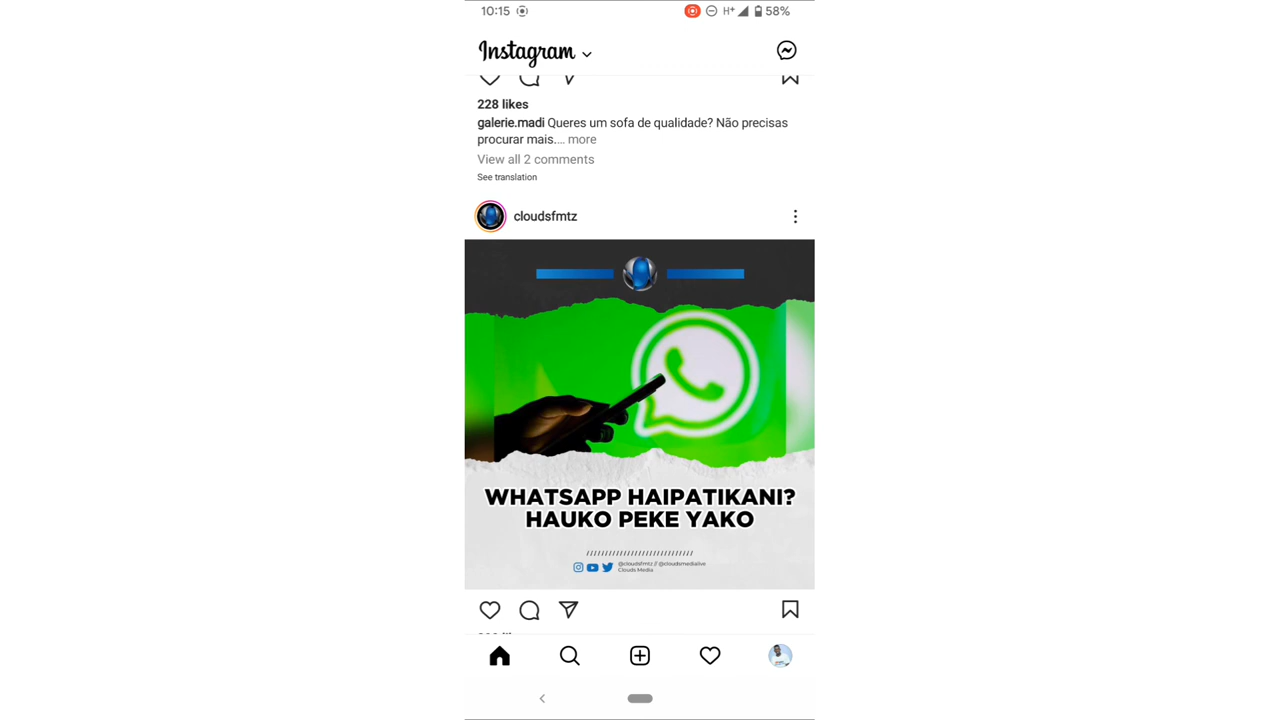 10:15
H+ 58%
Instagram
228 likes
galerie.madi Queres um sofa de qualidade? Não precisas
procurar mais.... more
View all 2 comments
See translation
cloudsfmtz
WHATSAPP HAIPATIKANI?
HAUKO PEKE YAKO
@cloudsfmtz // @cloudsmedialive
Clouds Media